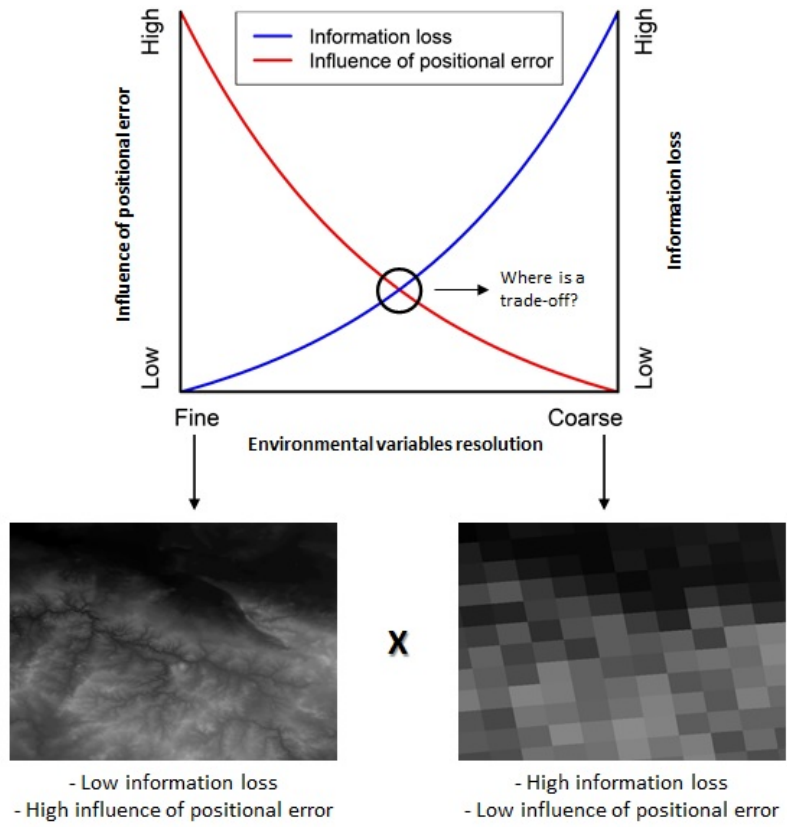 High
High
Information loss
Influence of positional error
Influence of positional error
Information loss
Where is a
trade-off?
Low
Low
Fine
Coarse
Environmental variables resolution
X
- Low information loss
- High influence of positional error
- High information loss
- Low influence of positional error